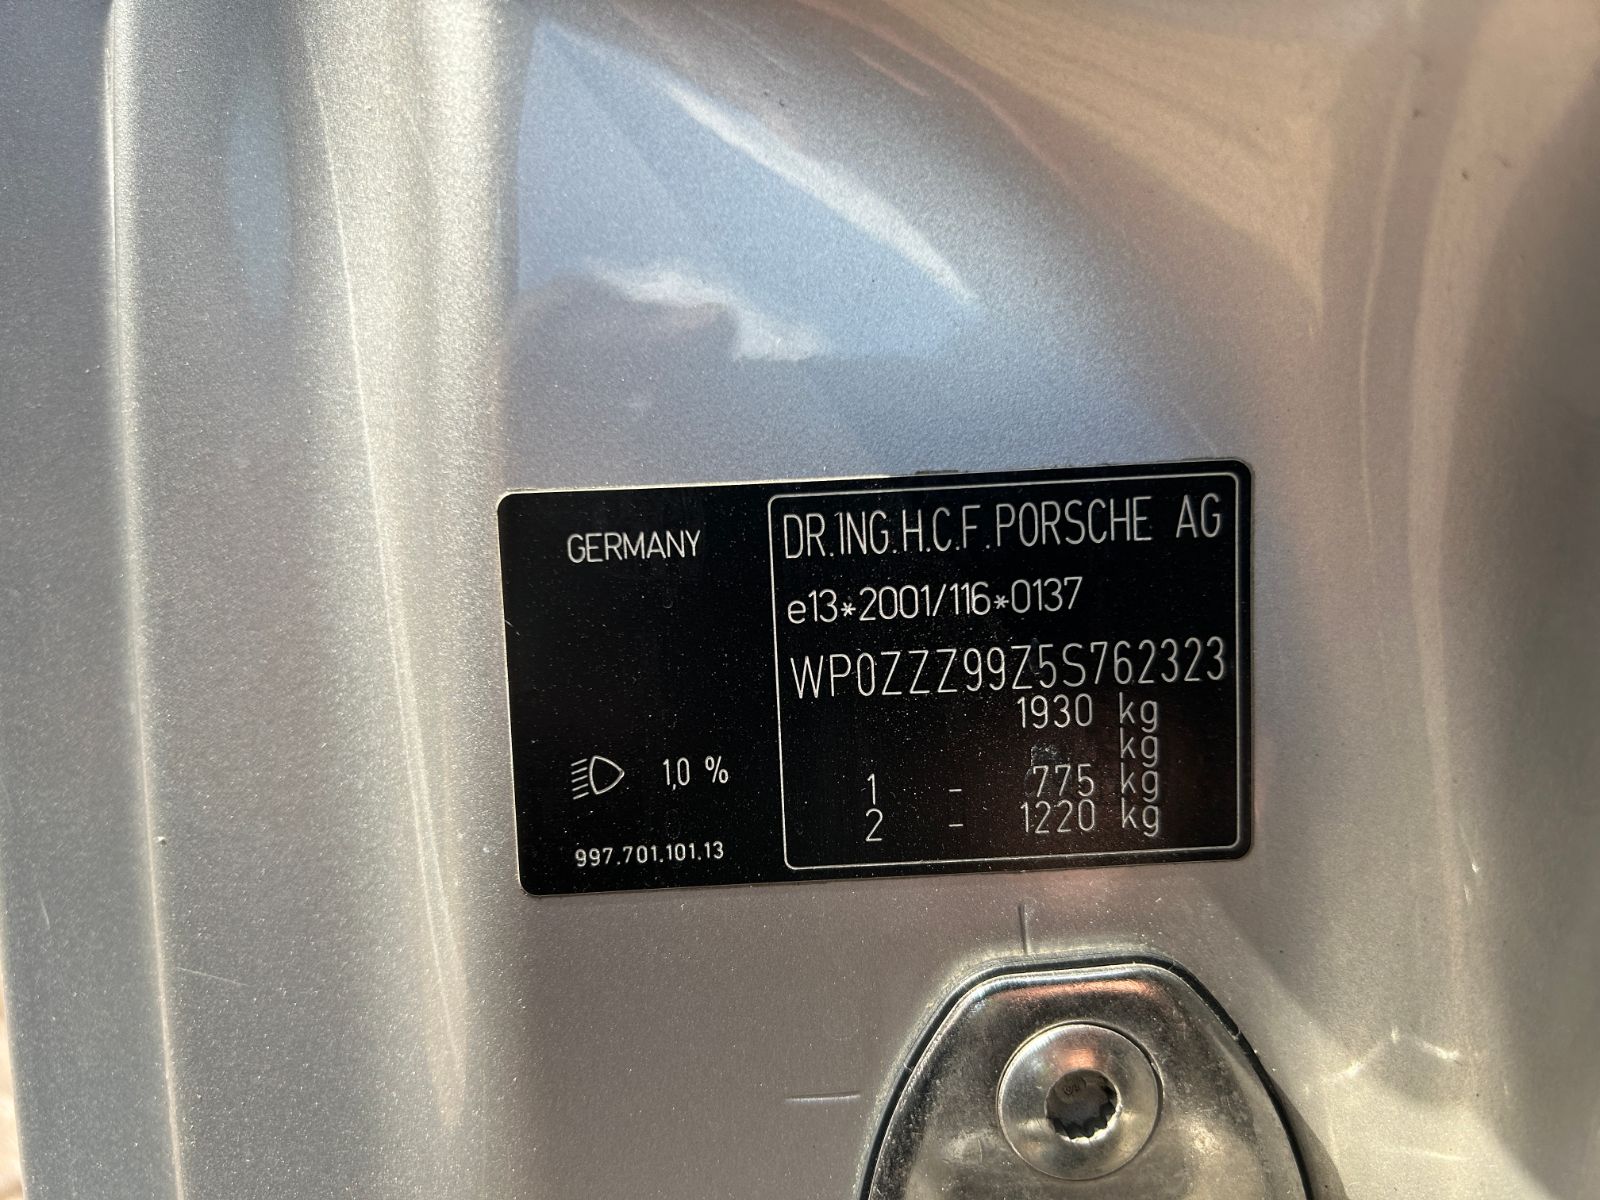 GERMANY
DR.ING.H.C.F.PORSCHE AG
e13*2001/116*0137
WP0ZZZ99Z5S762323
1930 kg
kg
1 - 775 kg
2 - 1220 kg
1,0 %
997.701.101.13